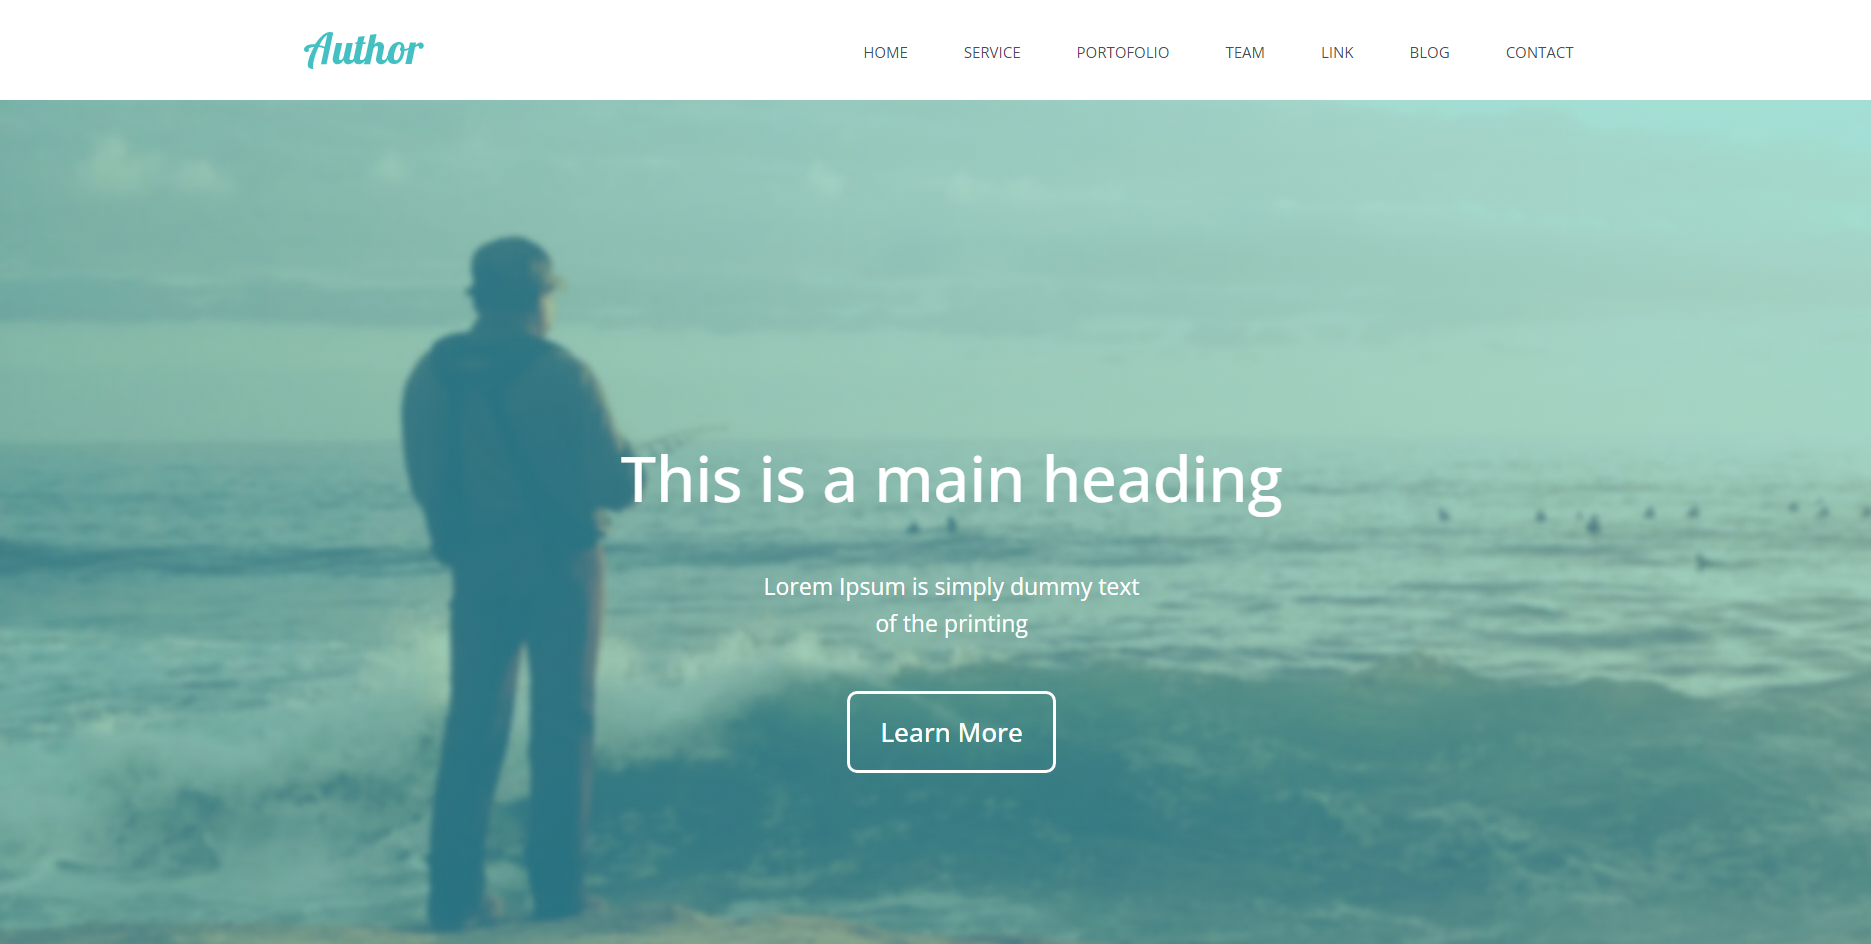 Author
HOME SERVICE PORTOFOLIO TEAM LINK BLOG CONTACT
This is a main heading
Lorem Ipsum is simply dummy text
of the printing
Learn More